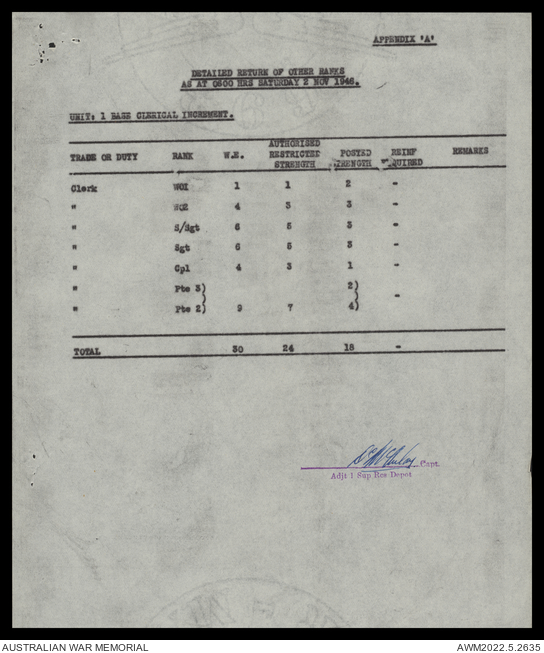 APPENDIX 'A'
DETAILED RETURN OF OTHER RANKS
AS AT 0600 HRS SATURDAY 2 NOV 1946.
UNIT: 1 BASE CLERICAL INCREMENT.
TRADE OR DUTY RANK W.E. AUTHORISED RESTRICTED STRENGTH POSTED STRENGTH REINF REQUIRED REMARKS
Clerk WO1 1 1 2 -
" WO2 4 3 3 -
" S/Sgt 6 5 3 -
" Sgt 6 5 3 -
" Cpl 4 3 1 -
" Pte 3) 2)
) ) -
" Pte 2) 9 7 4)
TOTAL 30 24 18 -
Capt.
Adjt 1 Sup Res Depot
AUSTRALIAN WAR MEMORIAL
AWM2022.5.2635